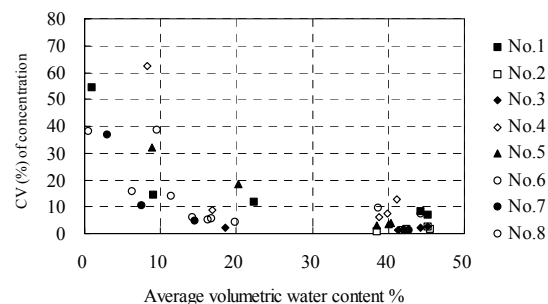 80
70
60
50
40
30
20
10
0
0 10 20 30 40 50
CV (%) of concentration
Average volumetric water content %
No.1
No.2
No.3
No.4
No.5
No.6
No.7
No.8